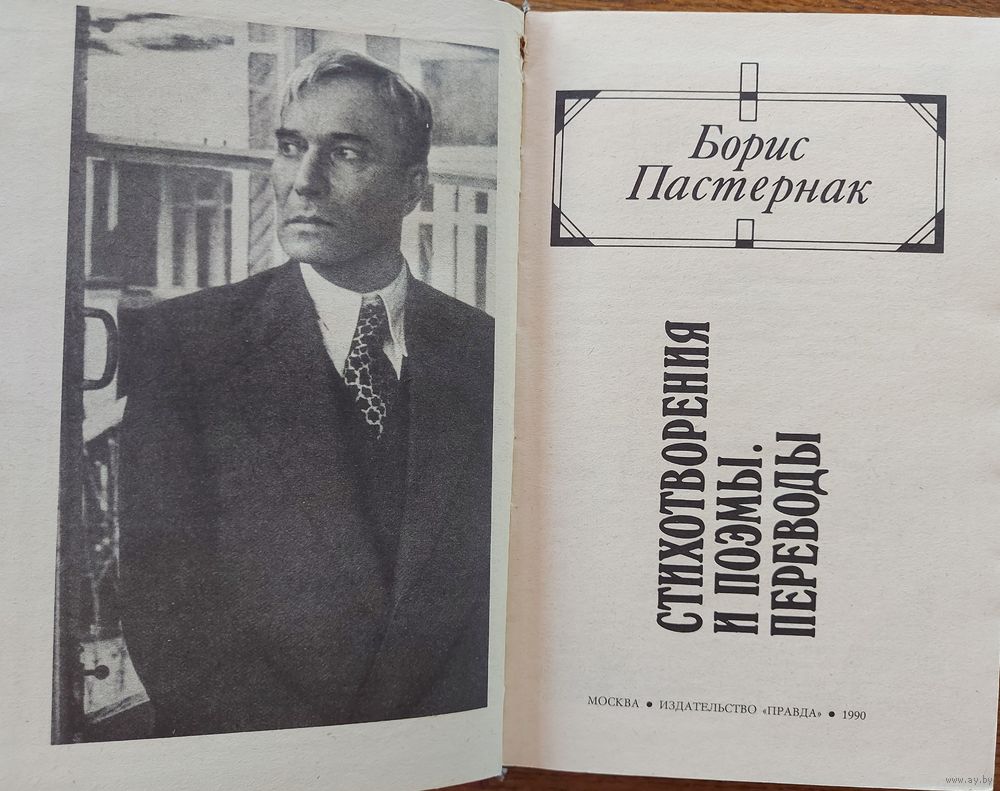 Борис
Пастернак
СТИХОТВОРЕНИЯ
И ПОЭМЫ.
ПЕРЕВОДЫ
МОСКВА • ИЗДАТЕЛЬСТВО «ПРАВДА» • 1990
www.ay.by